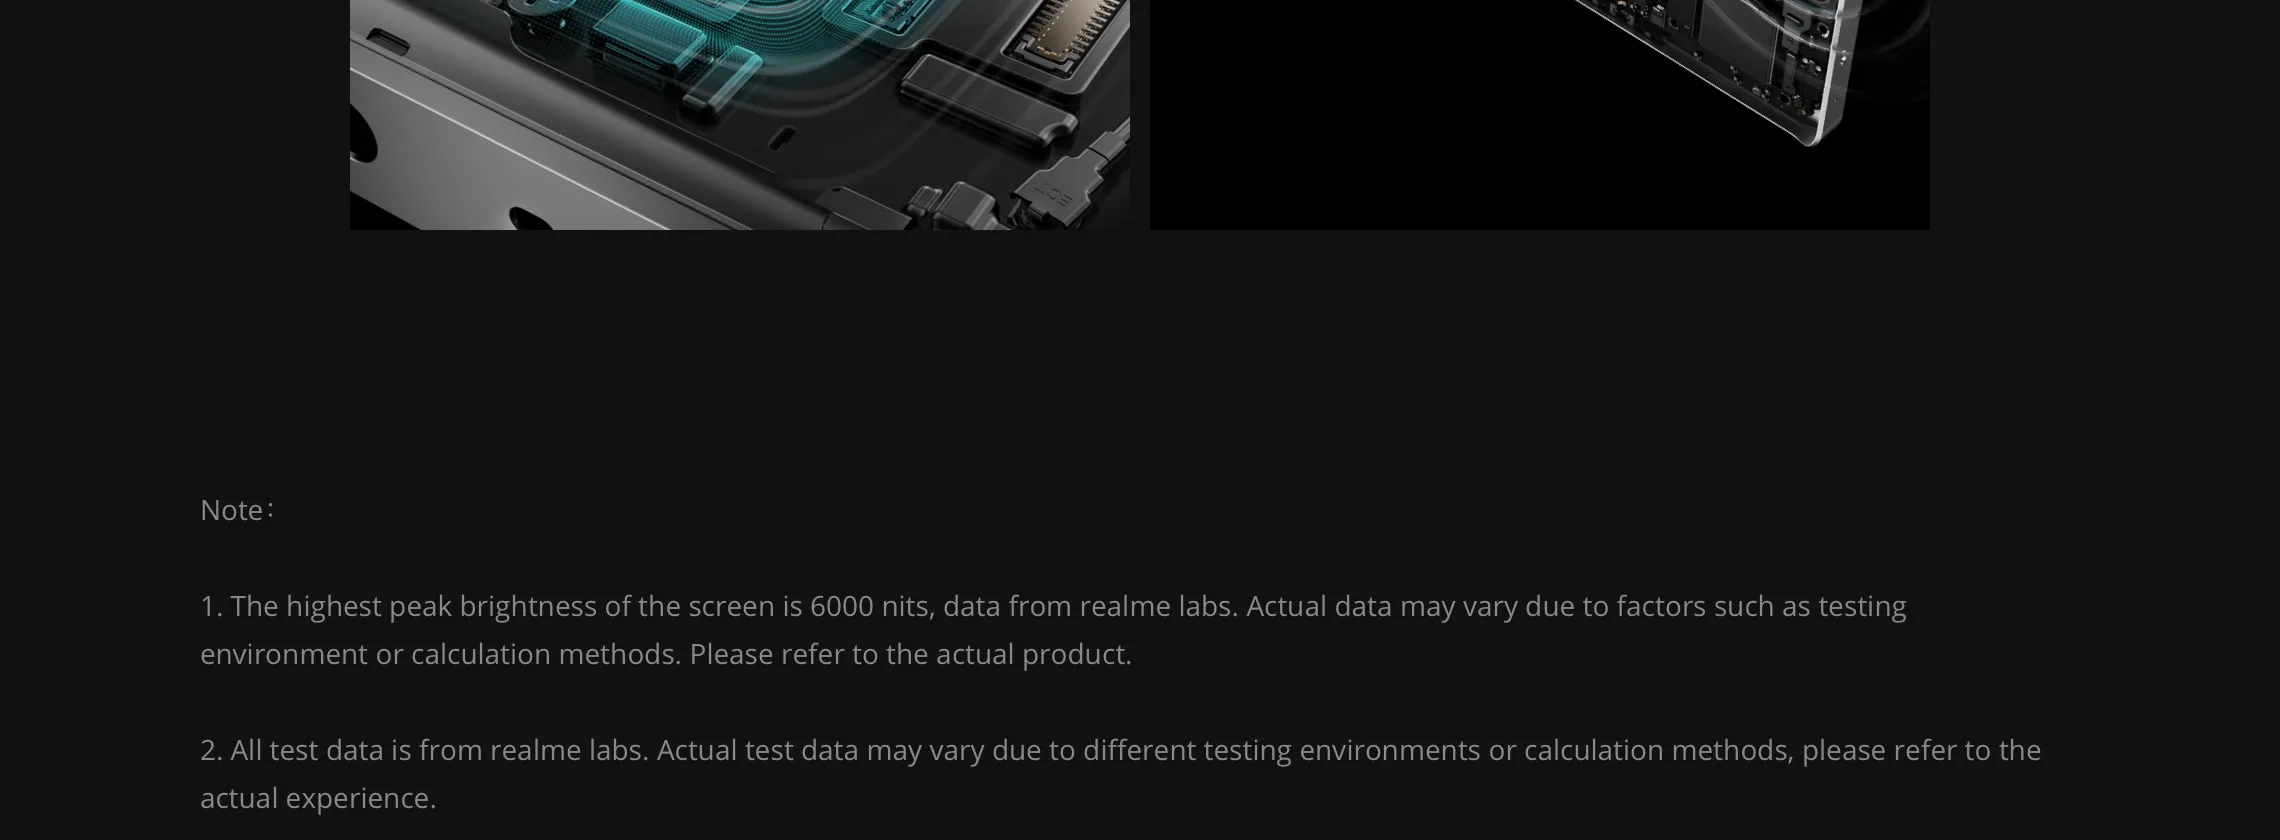 Note：
1. The highest peak brightness of the screen is 6000 nits, data from realme labs. Actual data may vary due to factors such as testing
environment or calculation methods. Please refer to the actual product.
2. All test data is from realme labs. Actual test data may vary due to different testing environments or calculation methods, please refer to the
actual experience.